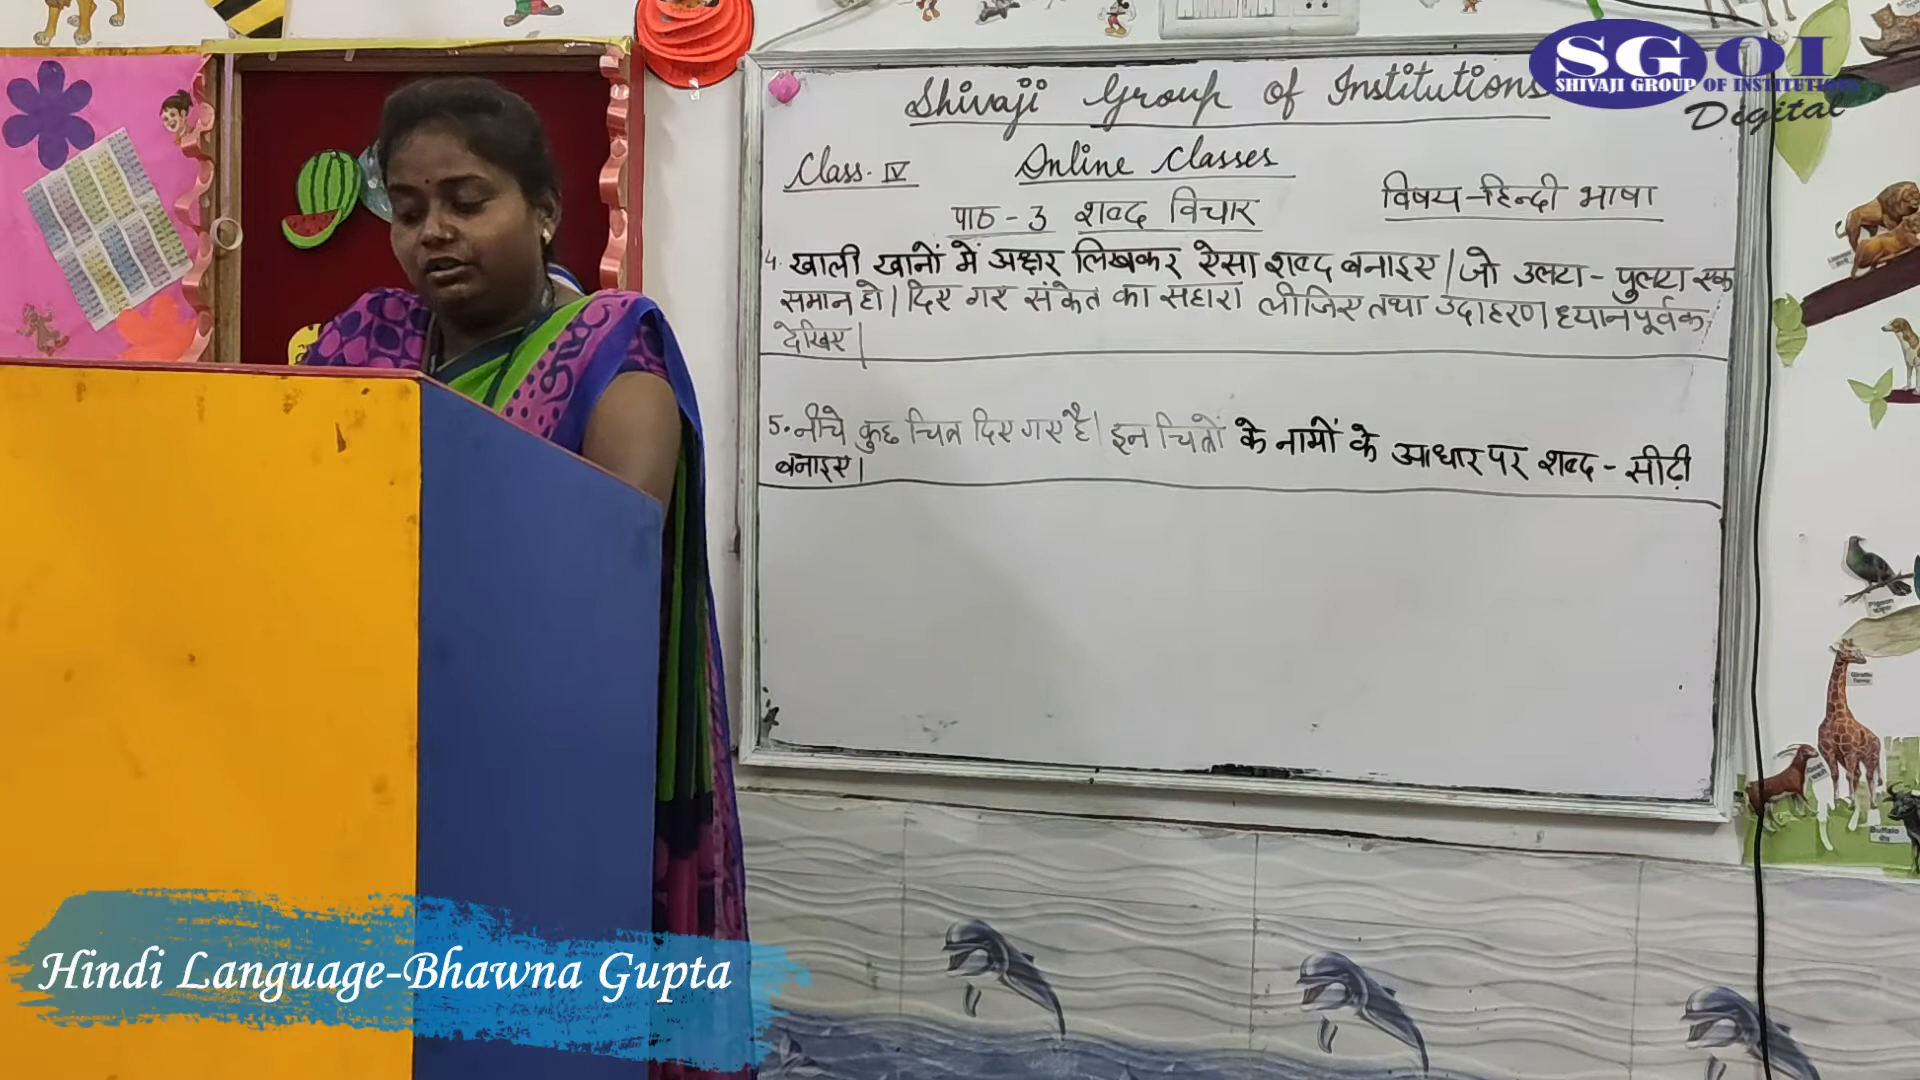 SGOI
SHIVAJI GROUP OF INSTITUTIONS
Digital
Shivaji Group of Institutions
Class. IV Online Classes
विषय-हिन्दी भाषा
पाठ - 3 शब्द विचार
4. खाली खानों में अक्षर लिखकर ऐसा शब्द बनाइए। जो उलटा - पुलटा एक
समान हो। दिए गए संकेत का सहारा लीजिए तथा उदाहरण ध्यानपूर्वक
देखिए।
5. नीचे कुछ चित्र दिए गए है। इन चित्रों के नामों के आधार पर शब्द - सीढ़ी
बनाइए।
Hindi Language-Bhawna Gupta